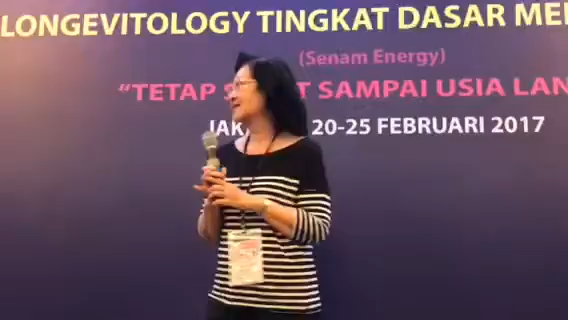 LONGEVITOLOGY TINGKAT DASAR
(Senam Energy)
"TETAP SAMPAI USIA
20-25 FEBRUARI 2017